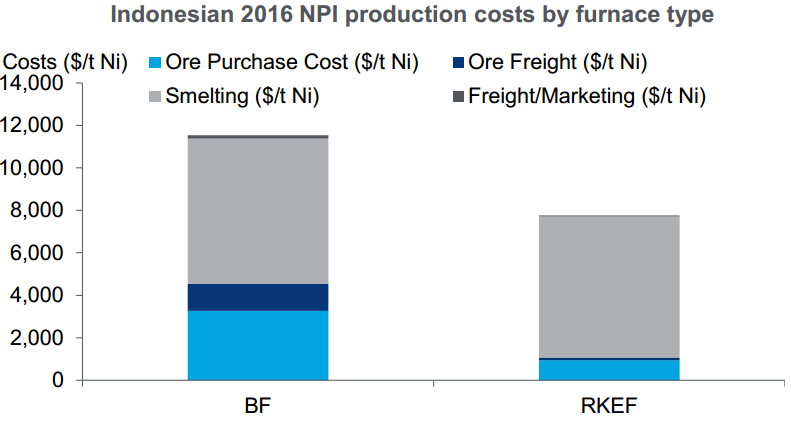 Indonesian 2016 NPI production costs by furnace type
Costs ($/t Ni) Ore Purchase Cost ($/t Ni) Ore Freight ($/t Ni)
14,000
Smelting ($/t Ni) Freight/Marketing ($/t Ni)
12,000
10,000
8,000
6,000
4,000
2,000
0
BF RKEF